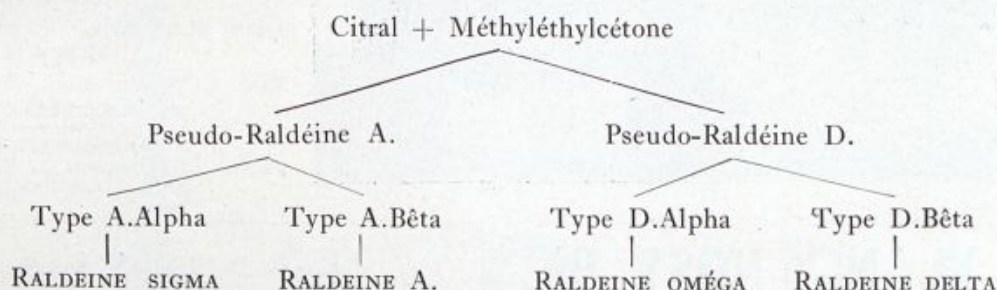 Citral + Méthyléthylcétone
Pseudo-Raldéine A. Pseudo-Raldéine D.
Type A.Alpha Type A.Bêta Type D.Alpha Type D.Bêta
RALDEINE SIGMA RALDEINE A. RALDEINE OMÉGA RALDEINE DELTA